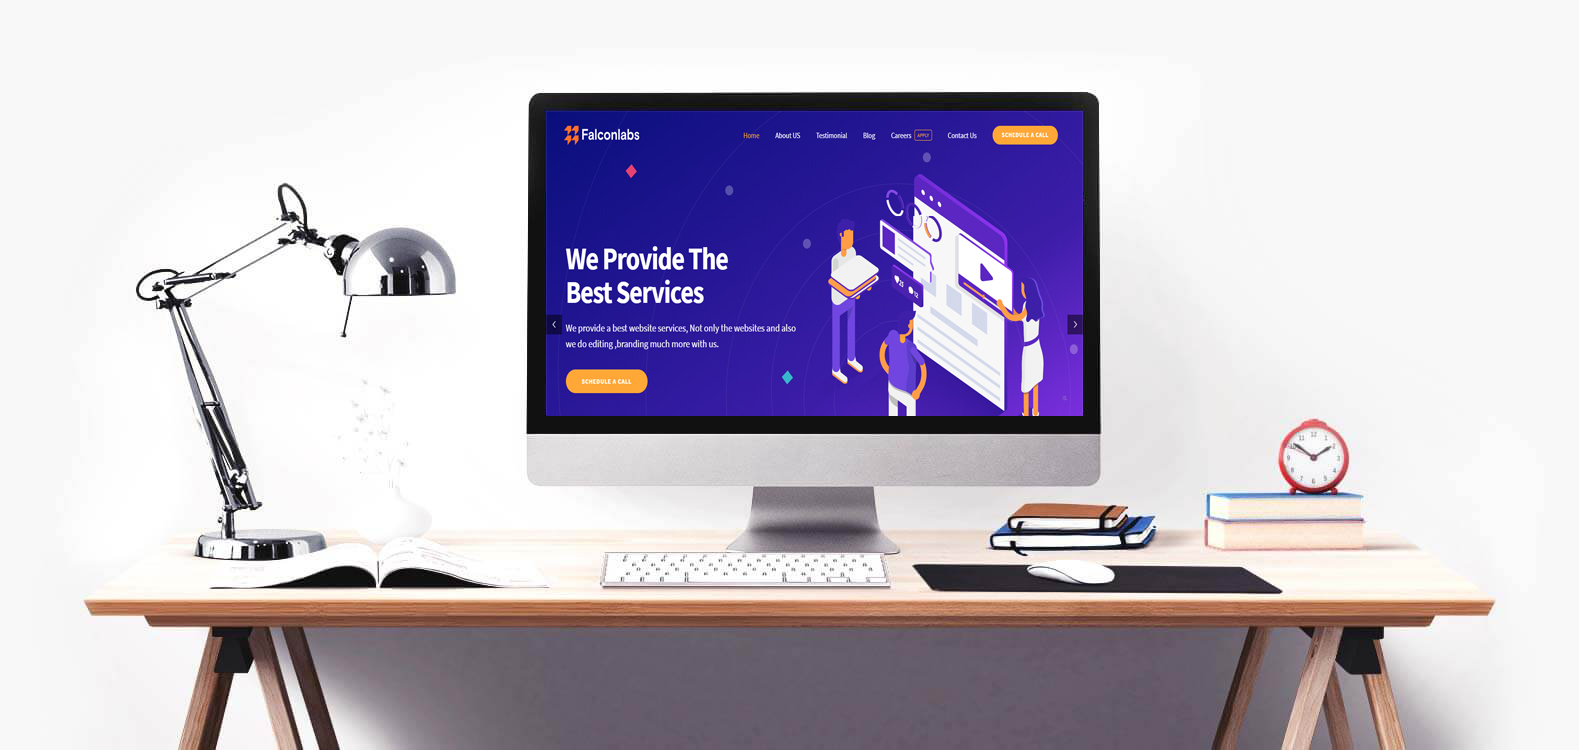 Falconlabs
Home About US Testimonial Blog Careers APPLY Contact Us SCHEDULE A CALL
We Provide The
Best Services
We provide a best website services, Not only the websites and also
we do editing ,branding much more with us.
SCHEDULE A CALL